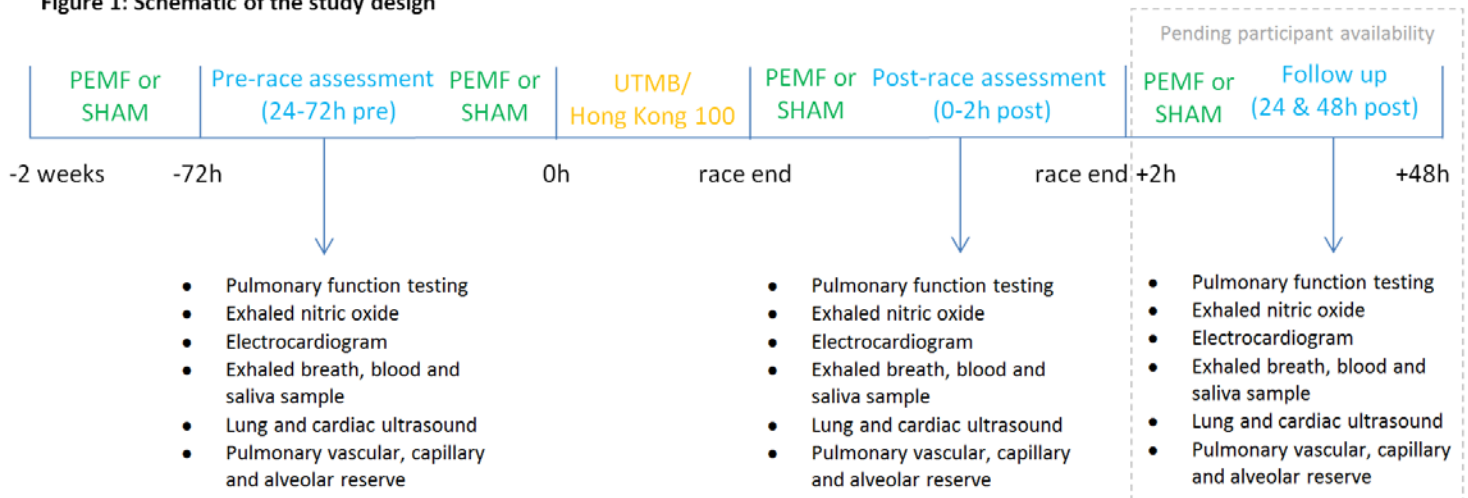 Figure 1: Schematic of the study design
Pending participant availability
PEMF or
SHAM
Pre-race assessment
(24-72h pre)
PEMF or
SHAM
UTMB/
Hong Kong 100
PEMF or
SHAM
Post-race assessment
(0-2h post)
PEMF or
SHAM
Follow up
(24 & 48h post)
-2 weeks
-72h
0h
race end
race end +2h
+48h
• Pulmonary function testing
• Exhaled nitric oxide
• Electrocardiogram
• Exhaled breath, blood and
saliva sample
• Lung and cardiac ultrasound
• Pulmonary vascular, capillary
and alveolar reserve
• Pulmonary function testing
• Exhaled nitric oxide
• Electrocardiogram
• Exhaled breath, blood and
saliva sample
• Lung and cardiac ultrasound
• Pulmonary vascular, capillary
and alveolar reserve
• Pulmonary function testing
• Exhaled nitric oxide
• Electrocardiogram
• Exhaled breath, blood and
saliva sample
• Lung and cardiac ultrasound
• Pulmonary vascular, capillary
and alveolar reserve